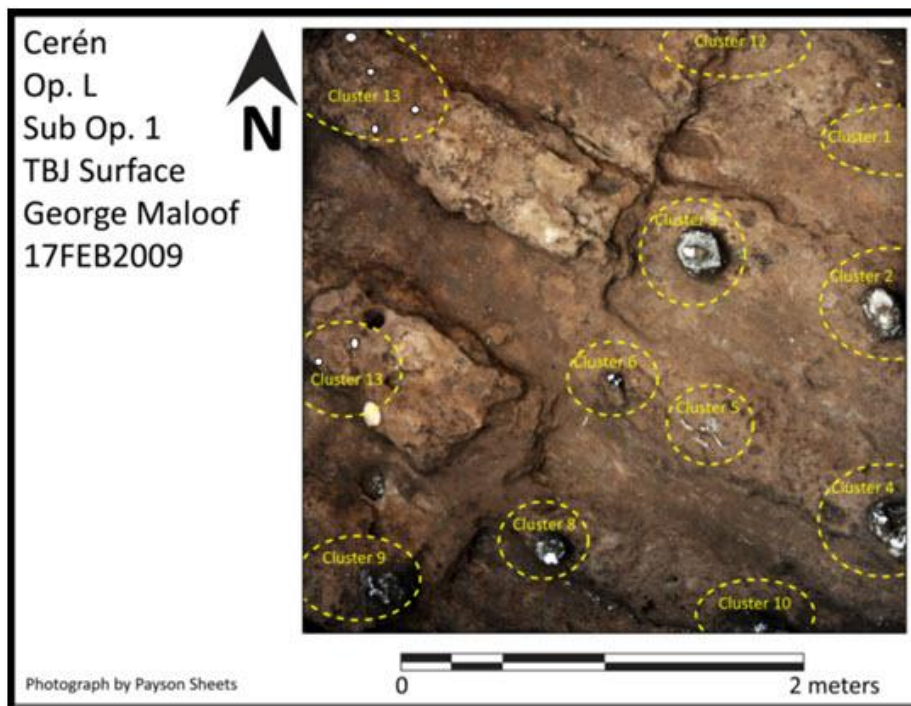 Cerén
Op. L
Sub Op. 1
TBJ Surface
George Maloof
17FEB2009
N
Cluster 12
Cluster 13
Cluster 1
Cluster 3
Cluster 2
Cluster 6
Cluster 13
Cluster 5
Cluster 4
Cluster 8
Cluster 9
Cluster 10
Photograph by Payson Sheets
0 2 meters